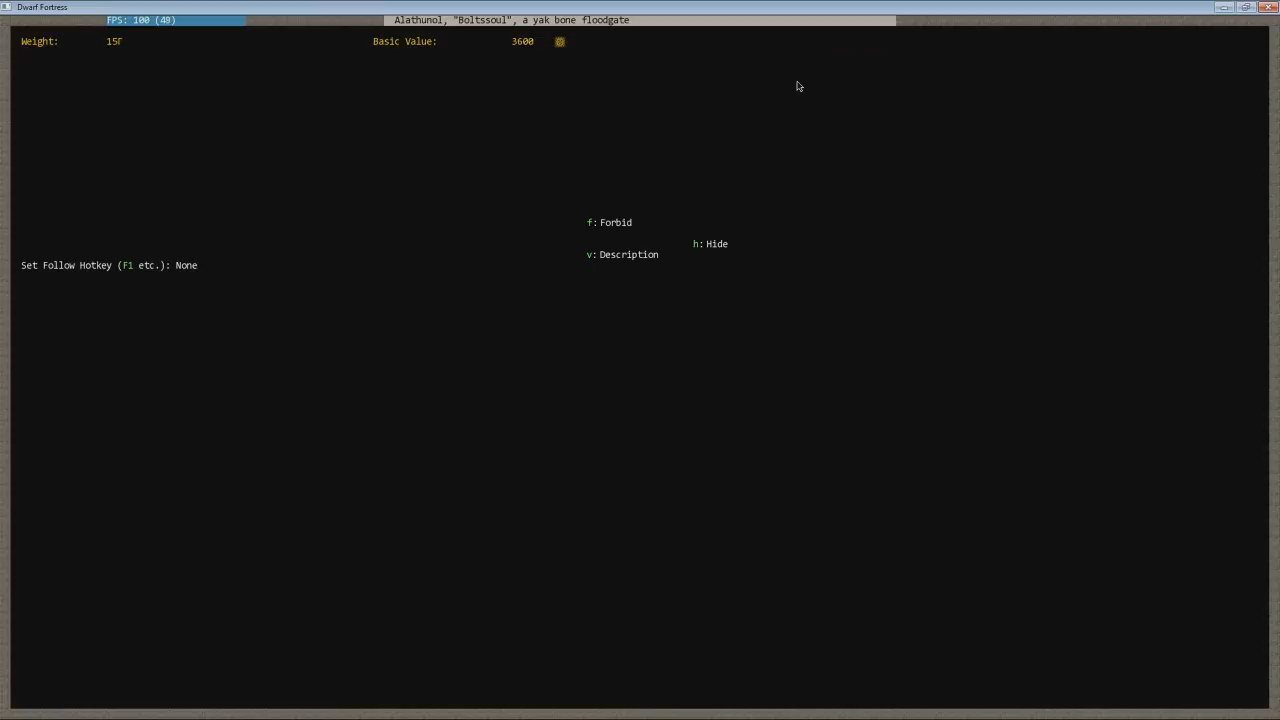 Dwarf Fortress
FPS: 100 (49) Alathunol, "Boltssoul", a yak bone floodgate
Weight: 15Γ Basic Value: 3600 ☼
f: Forbid
h: Hide
v: Description
Set Follow Hotkey (F1 etc.): None